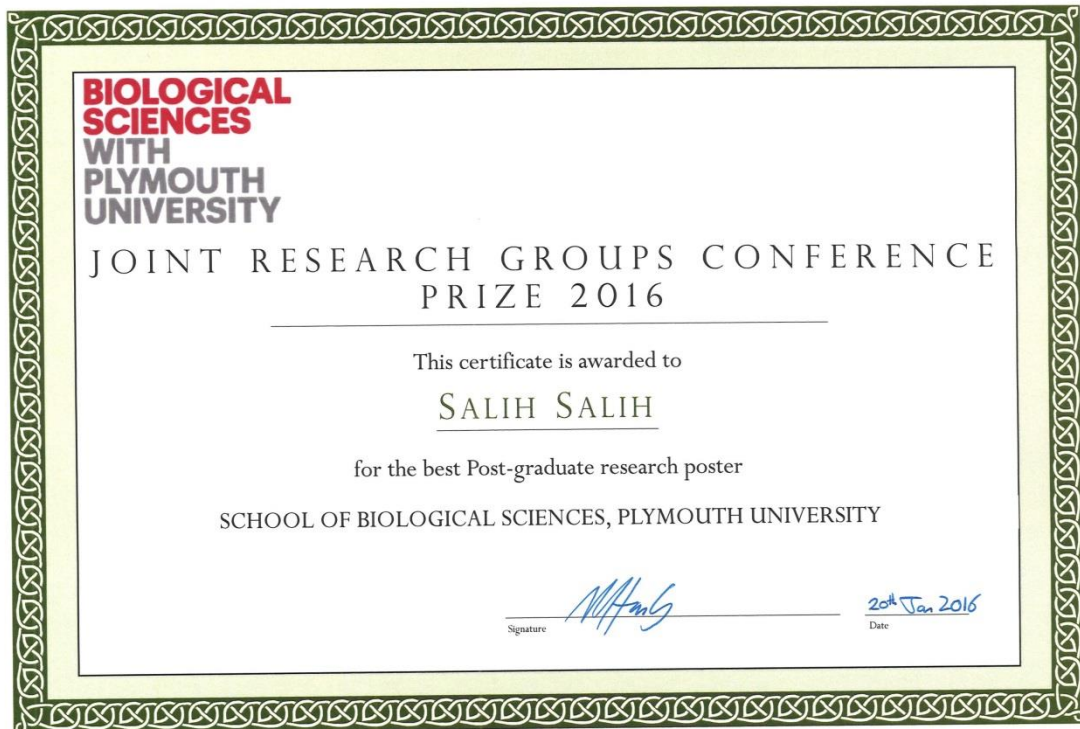 BIOLOGICAL
SCIENCES
WITH
PLYMOUTH
UNIVERSITY
JOINT RESEARCH GROUPS CONFERENCE
PRIZE 2016
This certificate is awarded to
SALIH SALIH
for the best Post-graduate research poster
SCHOOL OF BIOLOGICAL SCIENCES, PLYMOUTH UNIVERSITY
20th Jan 2016
Signature
Date